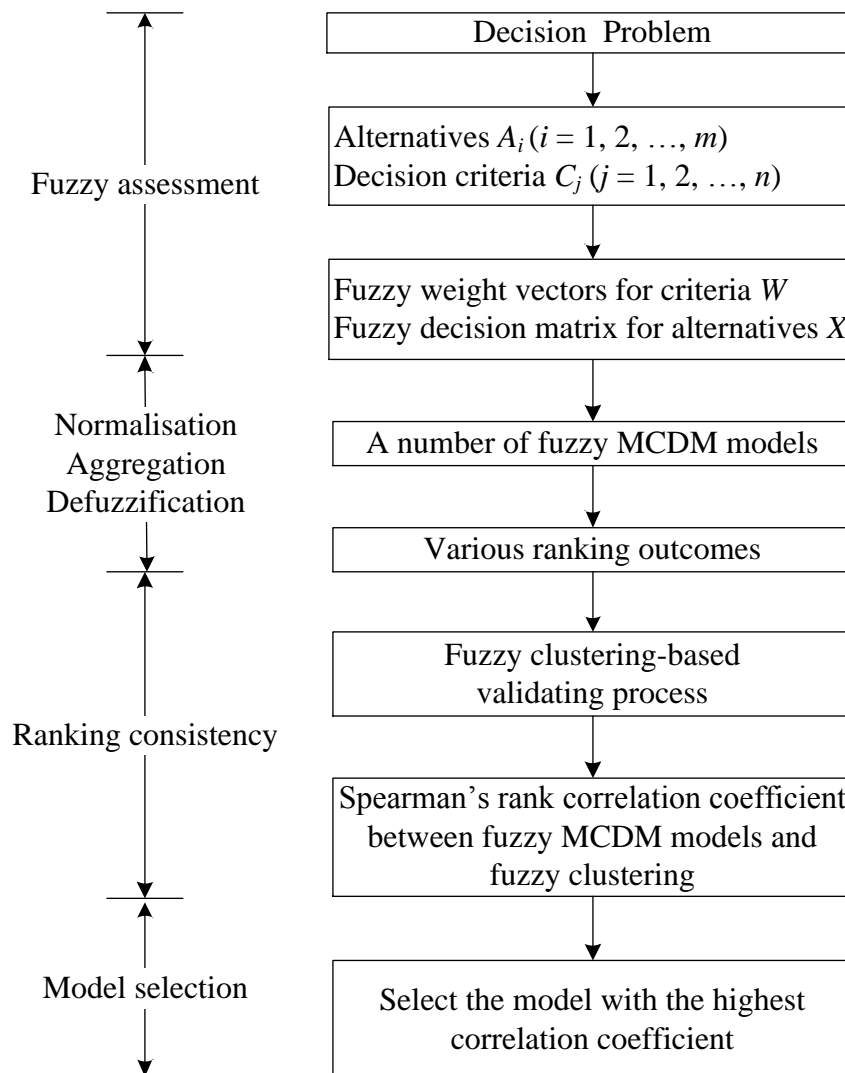 Decision Problem
Alternatives Ai (i = 1, 2, …, m)
Decision criteria Cj (j = 1, 2, …, n)
Fuzzy assessment
Fuzzy weight vectors for criteria W
Fuzzy decision matrix for alternatives X
Normalisation
Aggregation
Defuzzification
A number of fuzzy MCDM models
Various ranking outcomes
Fuzzy clustering-based
validating process
Ranking consistency
Spearman’s rank correlation coefficient
between fuzzy MCDM models and
fuzzy clustering
Model selection
Select the model with the highest
correlation coefficient